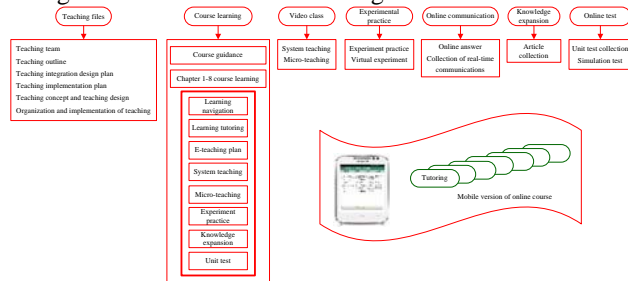 Teaching files
Course learning
Video class
Experimental
practice
Online communication
Knowledge
expansion
Online test
Teaching team
Teaching outline
Teaching integration design plan
Teaching implementation plan
Teaching concept and teaching design
Organization and implementation of teaching
Course guidance
Chapter 1-8 course learning
Learning
navigation
Learning tutoring
E-teaching plan
System teaching
Micro-teaching
Experiment
practice
Knowledge
expansion
Unit test
System teaching
Micro-teaching
Experiment practice
Virtual experiment
Online answer
Collection of real-time
communications
Article
collection
Unit test collection
Simulation test
Tutoring
Mobile version of online course